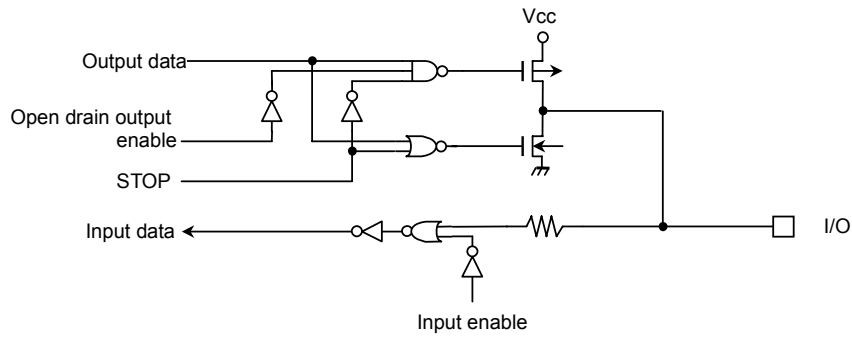 Vcc
Output data
Open drain output
enable
STOP
Input data
I/O
Input enable